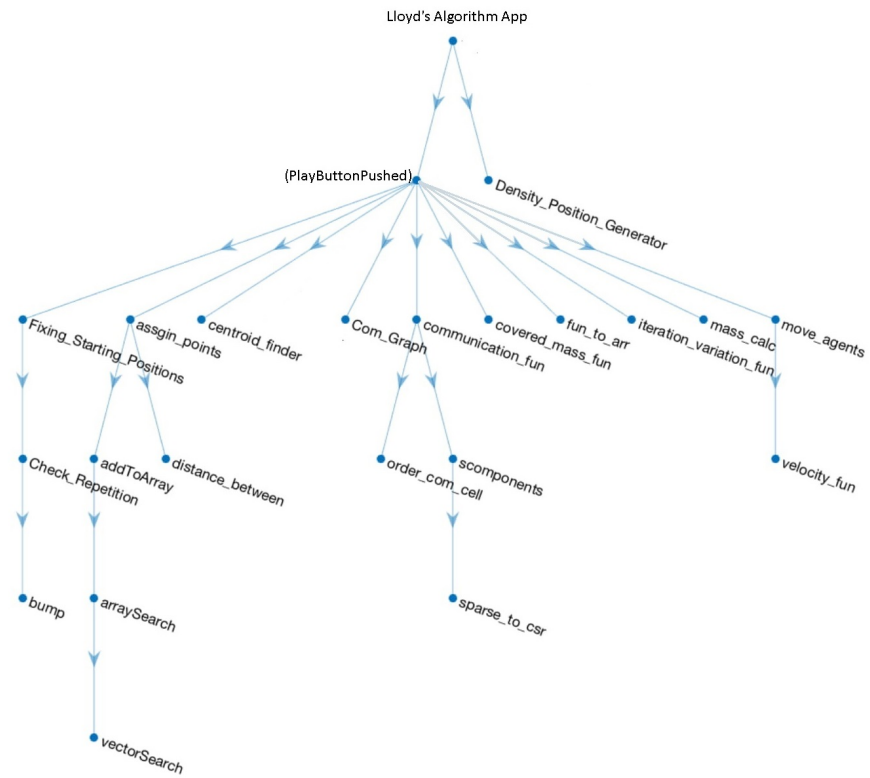 Lloyd's Algorithm App
(PlayButtonPushed)
Density_Position_Generator
Fixing_Starting_Positions
assgin_points
centroid_finder
Com_Graph
communication_fun
covered_mass_fun
fun_to_arr
iteration_variation_fun
mass_calc
move_agents
Check_Repetition
addToArray
distance_between
order_com_cell
scomponents
velocity_fun
bump
arraySearch
sparse_to_csr
vectorSearch